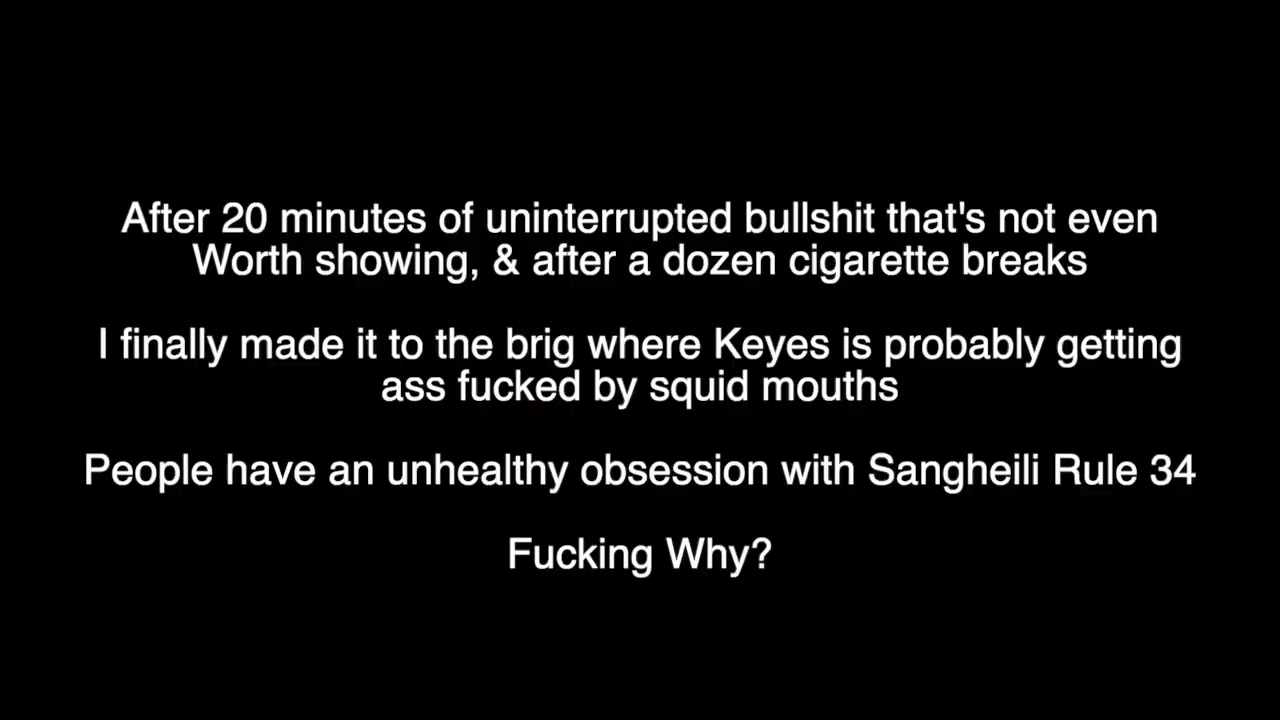 After 20 minutes of uninterrupted bullshit that's not even
Worth showing, & after a dozen cigarette breaks
I finally made it to the brig where Keyes is probably getting
ass fucked by squid mouths
People have an unhealthy obsession with Sangheili Rule 34
Fucking Why?